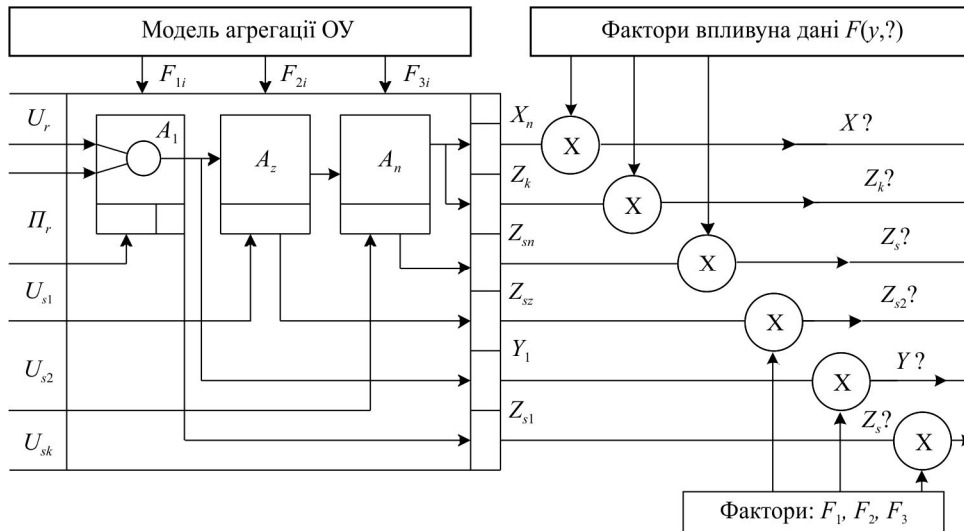 Модель агрегації ОУ
Фактори впливуна дані F(y,?)
F1i
F2i
F3i
Ur
Пr
Us1
Us2
Usk
A1
Az
An
Xn
Zk
Zsn
Zsz
Y1
Zs1
X
X
X
X
X
X
X?
Zk?
Zs?
Zs2?
Y?
Zs?
Фактори: F1, F2, F3